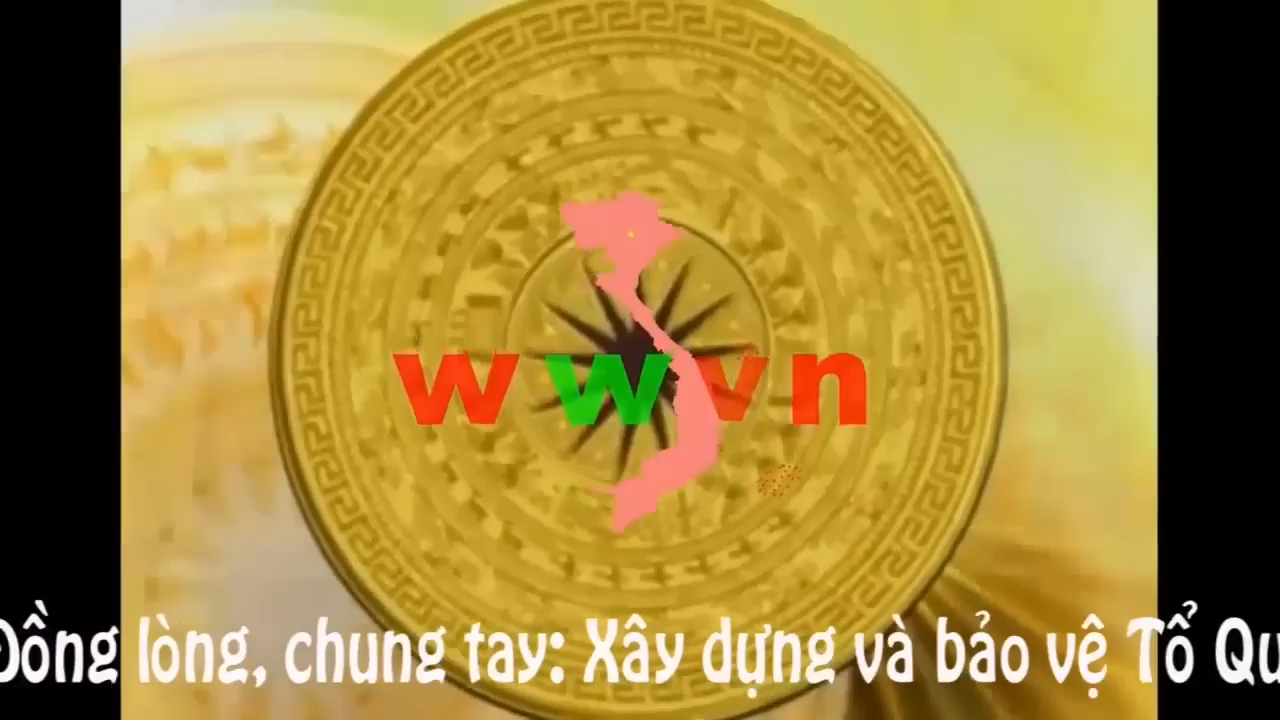 wwvn
Đồng lòng, chung tay: Xây dựng và bảo vệ Tổ Qu